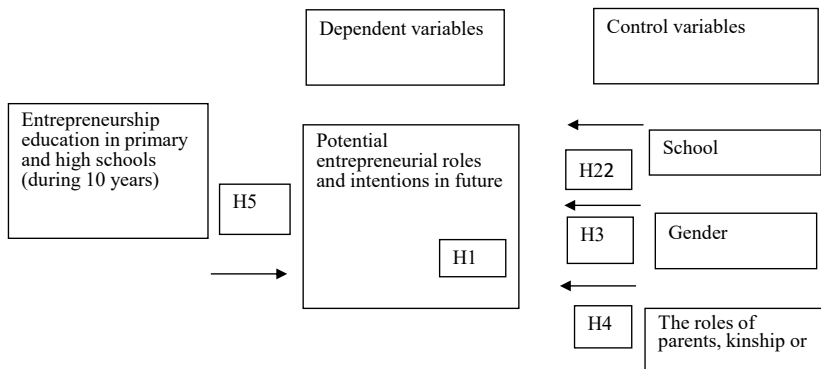 Dependent variables
Control variables
Entrepreneurship
education in primary
and high schools
(during 10 years)
H5
Potential
entrepreneurial roles
and intentions in future
H1
School
H22
Gender
H3
H4
The roles of
parents, kinship or